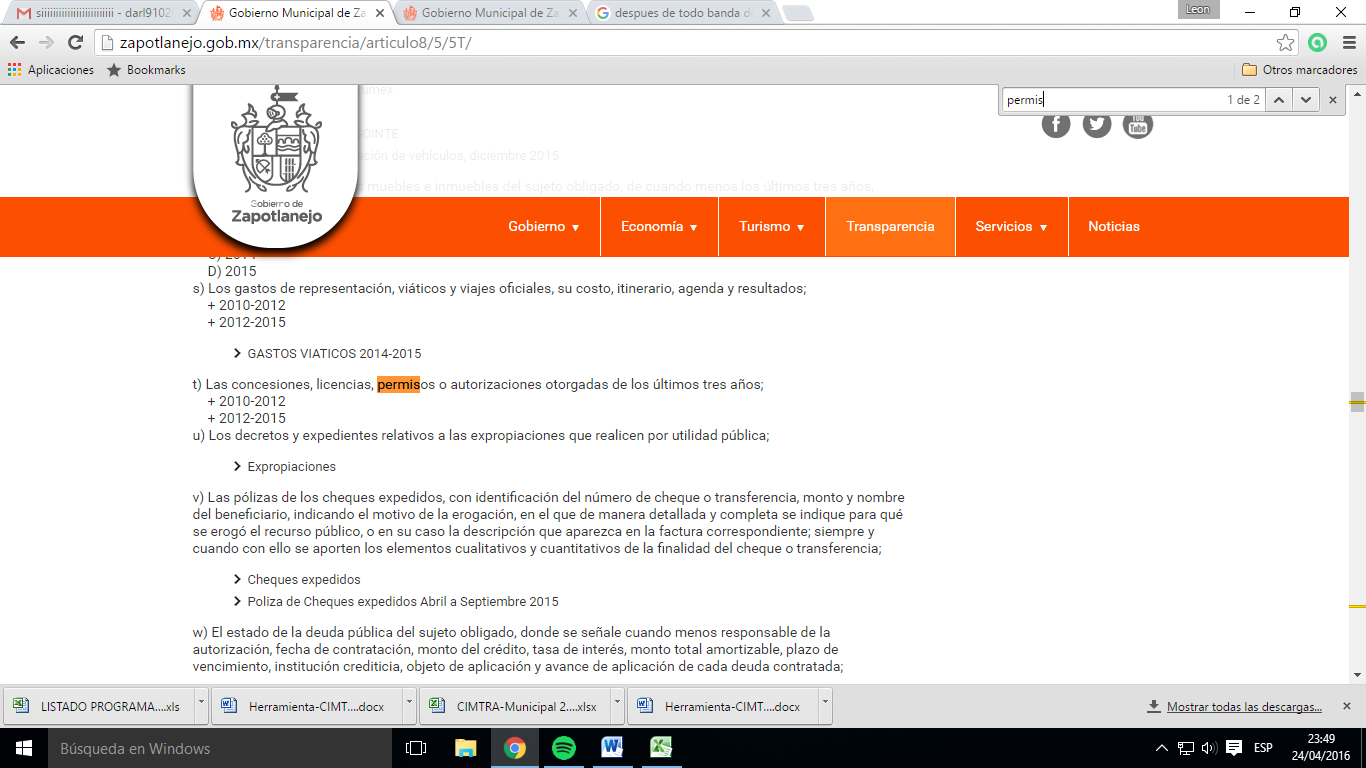 siiiiiiiiiiiiiiiiiiiiiiiiii - darl9102
Gobierno Municipal de Za
Gobierno Municipal de Za
despues de todo banda d
Leon
zapotlanejo.gob.mx/transparencia/articulo8/5/5T/
Aplicaciones
Bookmarks
Otros marcadores
permis
1 de 2
ación de vehículos, diciembre 2015
muebles e inmuebles del sujeto obligado, de cuando menos los últimos tres años,
You Tube
Gobierno de
Zapotlanejo
Gobierno ▼
Economía ▼
Turismo ▼
Transparencia
Servicios ▼
Noticias
D) 2015
s) Los gastos de representación, viáticos y viajes oficiales, su costo, itinerario, agenda y resultados;
+ 2010-2012
+ 2012-2015
GASTOS VIATICOS 2014-2015
t) Las concesiones, licencias, permisos o autorizaciones otorgadas de los últimos tres años;
+ 2010-2012
+ 2012-2015
u) Los decretos y expedientes relativos a las expropiaciones que realicen por utilidad pública;
Expropiaciones
v) Las pólizas de los cheques expedidos, con identificación del número de cheque o transferencia, monto y nombre
del beneficiario, indicando el motivo de la erogación, en el que de manera detallada y completa se indique para qué
se erogó el recurso público, o en su caso la descripción que aparezca en la factura correspondiente; siempre y
cuando con ello se aporten los elementos cualitativos y cuantitativos de la finalidad del cheque o transferencia;
Cheques expedidos
Poliza de Cheques expedidos Abril a Septiembre 2015
w) El estado de la deuda pública del sujeto obligado, donde se señale cuando menos responsable de la
autorización, fecha de contratación, monto del crédito, tasa de interés, monto total amortizable, plazo de
vencimiento, institución crediticia, objeto de aplicación y avance de aplicación de cada deuda contratada;
LISTADO PROGRAMA....xls
Herramienta-CIMT....docx
CIMTRA-Municipal 2....xlsx
Herramienta-CIMT....docx
Mostrar todas las descargas...
Búsqueda en Windows
ESP
23:49
24/04/2016